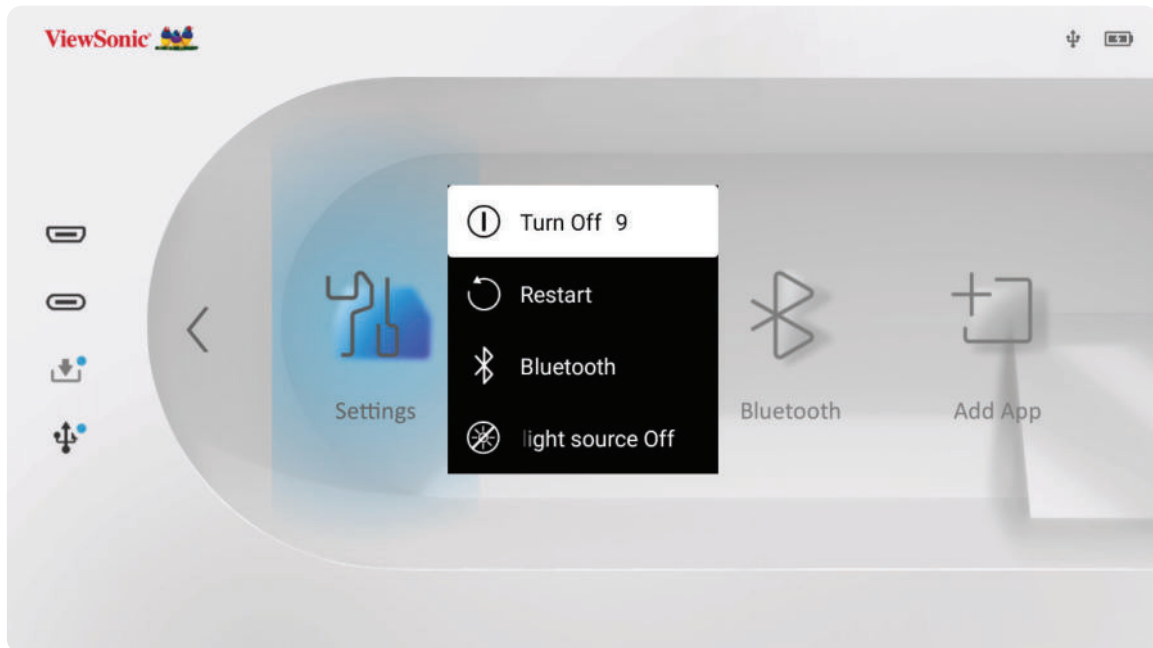 ViewSonic
Turn Off 9
Restart
Bluetooth
light source Off
Settings
Bluetooth
Add App